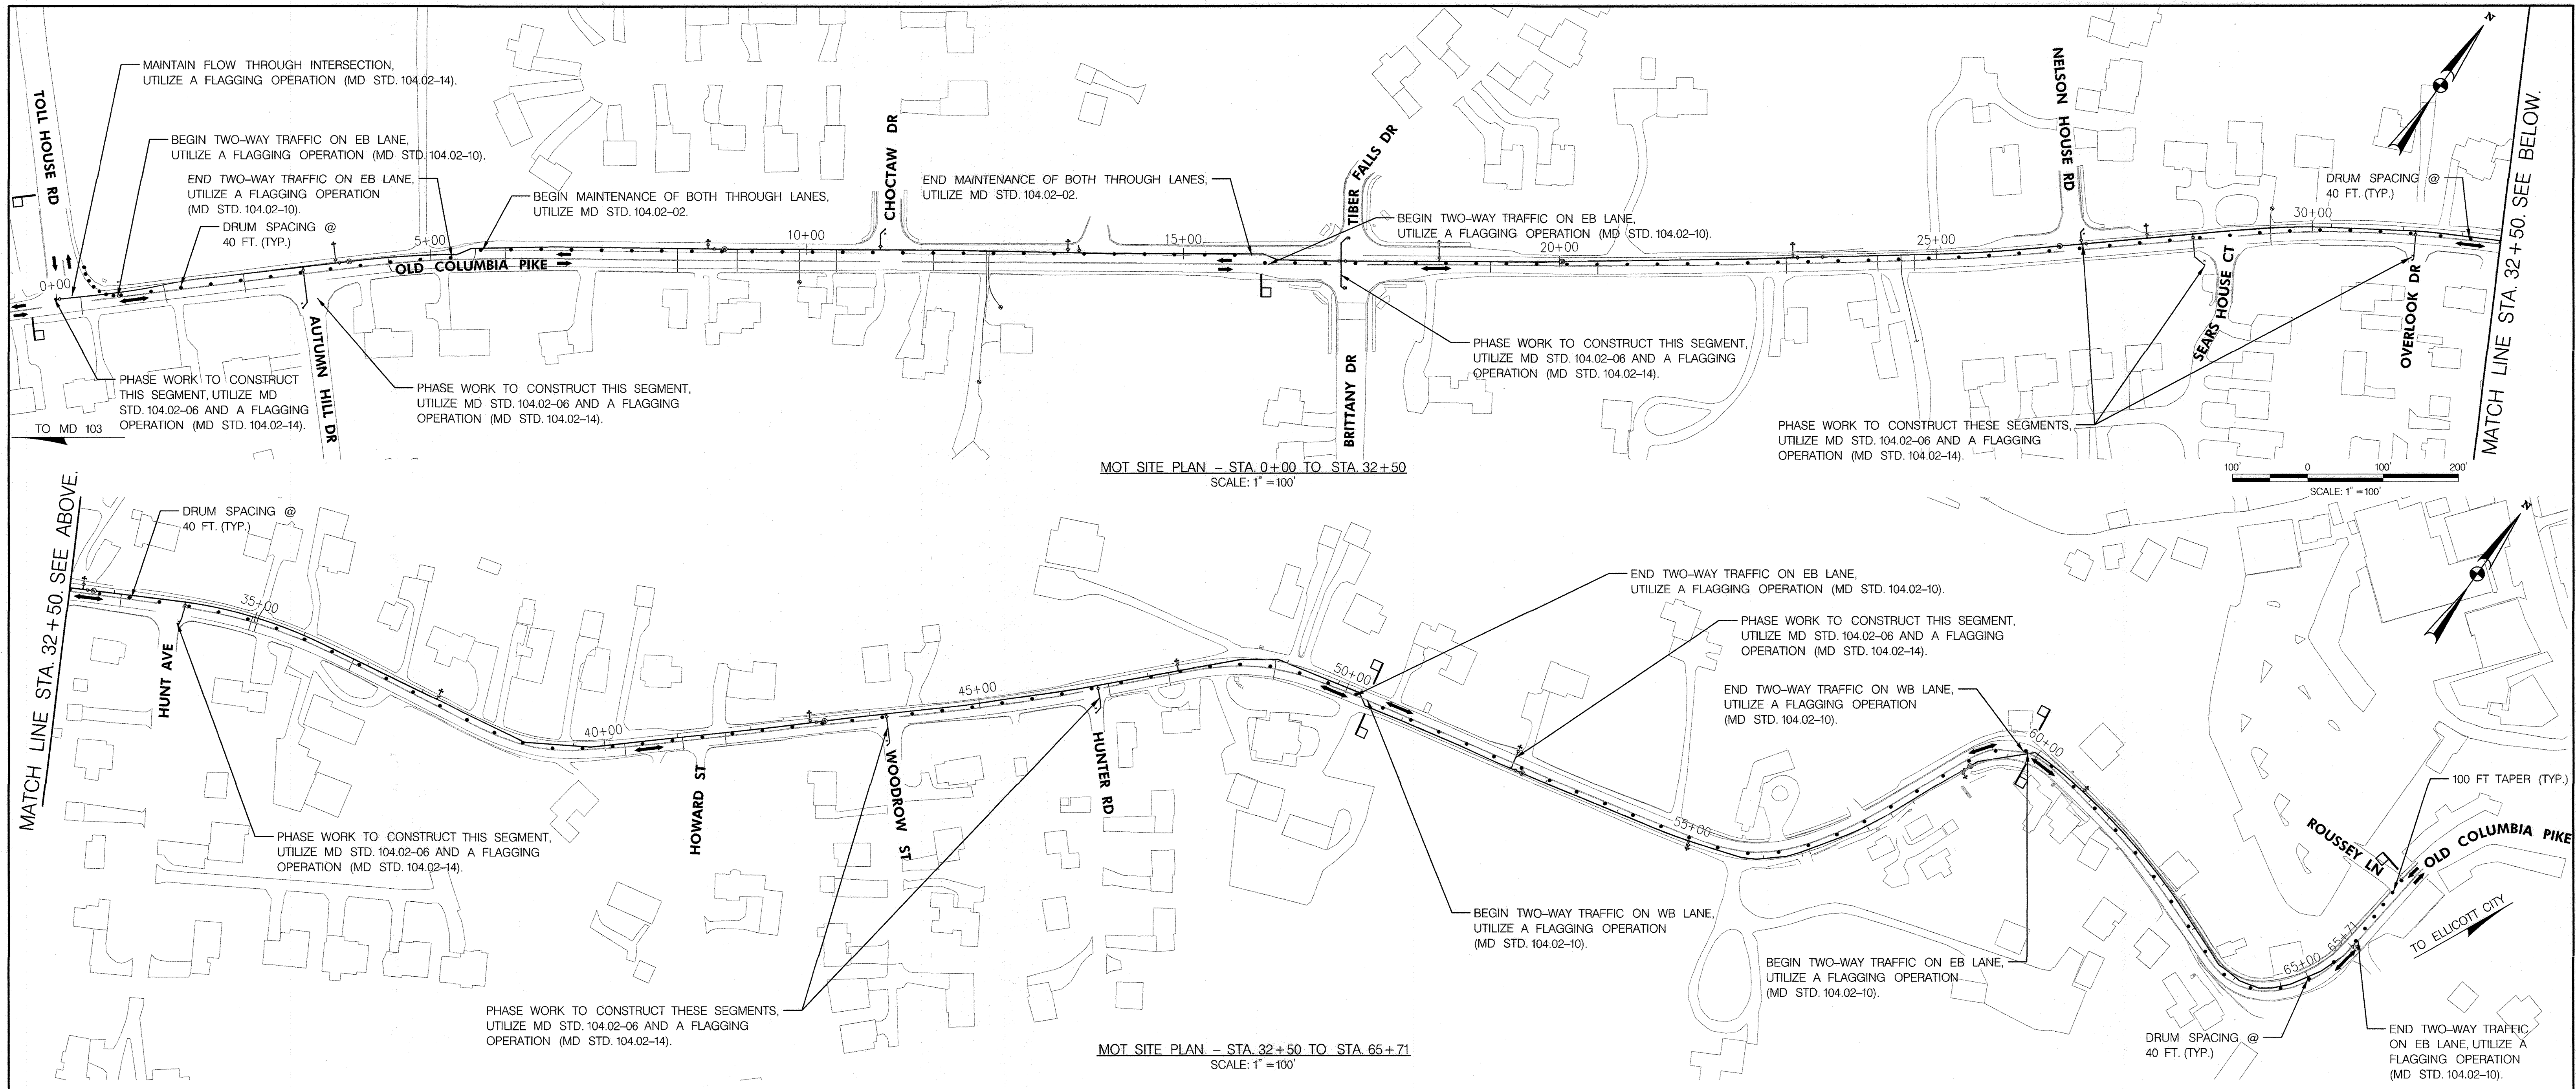 MAINTAIN FLOW THROUGH INTERSECTION,
UTILIZE A FLAGGING OPERATION (MD STD. 104.02-14).
TOLL HOUSE RD
BEGIN TWO-WAY TRAFFIC ON EB LANE,
UTILIZE A FLAGGING OPERATION (MD STD. 104.02-10).
END TWO-WAY TRAFFIC ON EB LANE,
UTILIZE A FLAGGING OPERATION
(MD STD. 104.02-10).
DRUM SPACING @
40 FT. (TYP.)
BEGIN MAINTENANCE OF BOTH THROUGH LANES,
UTILIZE MD STD. 104.02-02.
CHOCTAW DR
END MAINTENANCE OF BOTH THROUGH LANES,
UTILIZE MD STD. 104.02-02.
TIBER FALLS DR
BEGIN TWO-WAY TRAFFIC ON EB LANE,
UTILIZE A FLAGGING OPERATION (MD STD. 104.02-10).
NELSON HOUSE RD
N
DRUM SPACING @
40 FT. (TYP.)
MATCH LINE STA. 32+50. SEE BELOW.
0+00
5+00
OLD COLUMBIA PIKE
10+00
15+00
20+00
25+00
30+00
AUTUMN HILL DR
BRITTANY DR
SEARS HOUSE CT
OVERLOOK DR
PHASE WORK TO CONSTRUCT
THIS SEGMENT, UTILIZE MD
STD. 104.02-06 AND A FLAGGING
OPERATION (MD STD. 104.02-14).
TO MD 103
PHASE WORK TO CONSTRUCT THIS SEGMENT,
UTILIZE MD STD. 104.02-06 AND A FLAGGING
OPERATION (MD STD. 104.02-14).
PHASE WORK TO CONSTRUCT THIS SEGMENT,
UTILIZE MD STD. 104.02-06 AND A FLAGGING
OPERATION (MD STD. 104.02-14).
PHASE WORK TO CONSTRUCT THESE SEGMENTS,
UTILIZE MD STD. 104.02-06 AND A FLAGGING
OPERATION (MD STD. 104.02-14).
MOT SITE PLAN - STA. 0+00 TO STA. 32+50
SCALE: 1" = 100'
100' 0 100' 200'
SCALE: 1" = 100'
MATCH LINE STA. 32+50. SEE ABOVE.
DRUM SPACING @
40 FT. (TYP.)
N
35+00
HUNT AVE
40+00
HOWARD ST
45+00
WOODROW ST
HUNTER RD
50+00
55+00
60+00
65+00
65+71
END TWO-WAY TRAFFIC ON EB LANE,
UTILIZE A FLAGGING OPERATION (MD STD. 104.02-10).
PHASE WORK TO CONSTRUCT THIS SEGMENT,
UTILIZE MD STD. 104.02-06 AND A FLAGGING
OPERATION (MD STD. 104.02-14).
END TWO-WAY TRAFFIC ON WB LANE,
UTILIZE A FLAGGING OPERATION
(MD STD. 104.02-10).
100 FT TAPER (TYP.)
ROUSSEY LN
OLD COLUMBIA PIKE
TO ELLICOTT CITY
PHASE WORK TO CONSTRUCT THIS SEGMENT,
UTILIZE MD STD. 104.02-06 AND A FLAGGING
OPERATION (MD STD. 104.02-14).
BEGIN TWO-WAY TRAFFIC ON WB LANE,
UTILIZE A FLAGGING OPERATION
(MD STD. 104.02-10).
BEGIN TWO-WAY TRAFFIC ON EB LANE,
UTILIZE A FLAGGING OPERATION
(MD STD. 104.02-10).
PHASE WORK TO CONSTRUCT THESE SEGMENTS,
UTILIZE MD STD. 104.02-06 AND A FLAGGING
OPERATION (MD STD. 104.02-14).
DRUM SPACING @
40 FT. (TYP.)
END TWO-WAY TRAFFIC
ON EB LANE, UTILIZE A
FLAGGING OPERATION
(MD STD. 104.02-10).
MOT SITE PLAN - STA. 32+50 TO STA. 65+71
SCALE: 1" = 100'